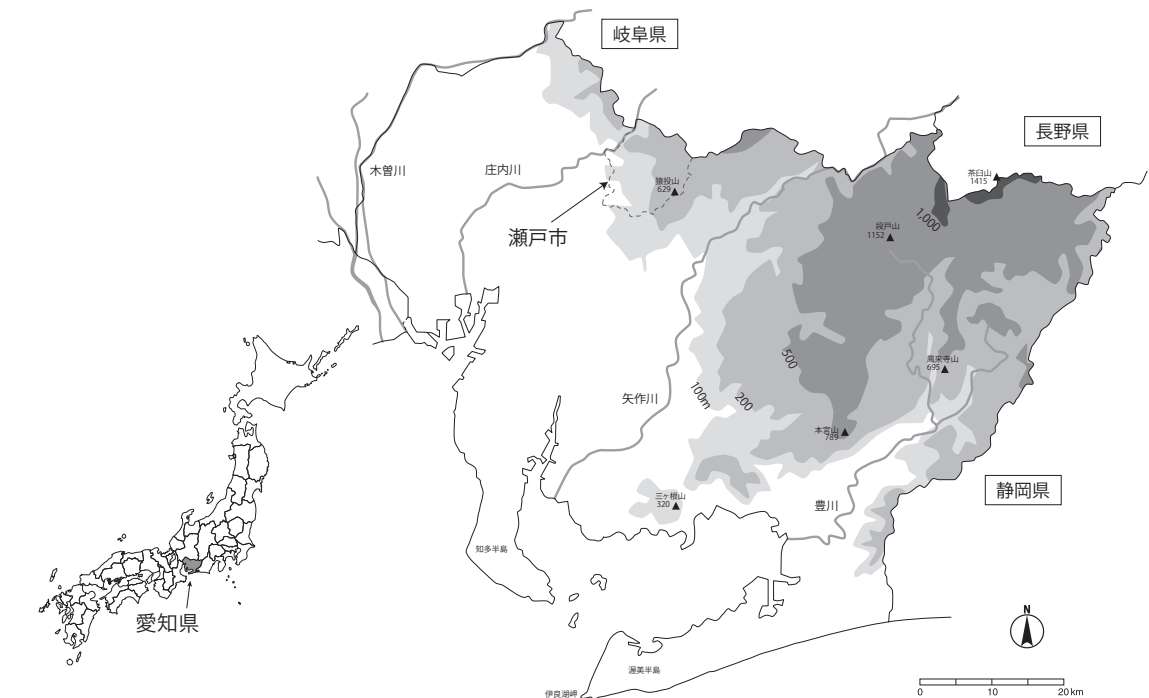 岐阜県
長野県
木曽川
庄内川
茶臼山
1415
猿投山
629
1,000
段戸山
1152
瀬戸市
500
鳳来寺山
695
100m
200
矢作川
本宮山
789
静岡県
三ヶ根山
320
豊川
知多半島
愛知県
N
渥美半島
伊良湖岬
0
10
20 km